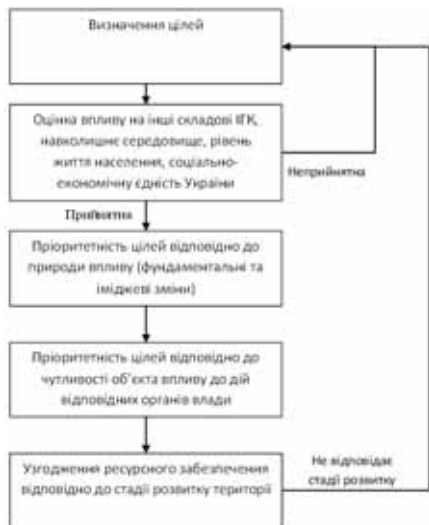 Визначення цілей
Оцінка впливу на інші складові ІГК,
навколишнє середовище, рівень
життя населення, соціально-
економічну єдність України
Неприйнятна
Прийнятна
Пріоритетність цілей відповідно до
природи впливу (фундаментальні та
іміджеві зміни)
Пріоритетність цілей відповідно до
чутливості об'єкта впливу до дій
відповідних органів влади
Узгодження ресурсного забезпечення
відповідно до стадії розвитку території
Не відповідає
стадії розвитку